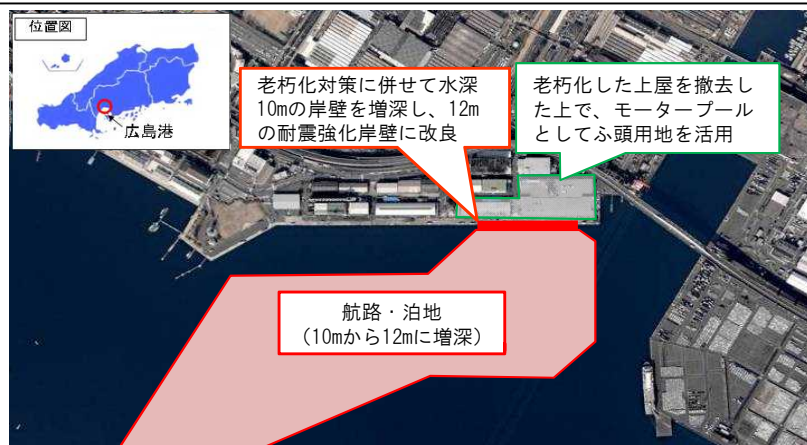 位置図
広島港
老朽化対策に併せて水深
10mの岸壁を増深し、12m
の耐震強化岸壁に改良
老朽化した上屋を撤去し
た上で、モータープール
としてふ頭用地を活用
航路・泊地
（10mから12mに増深）